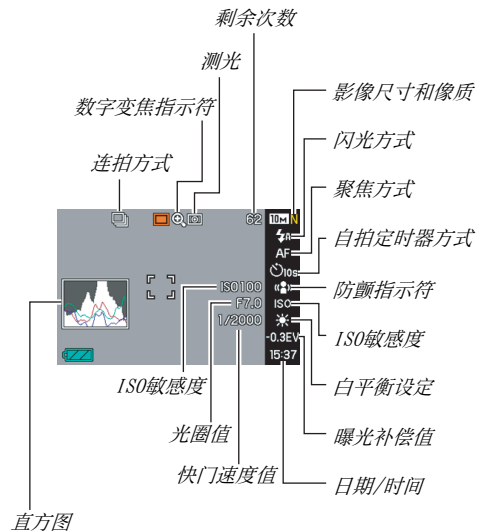 剩余次数
测光
数字变焦指示符
连拍方式
影像尺寸和像质
闪光方式
聚焦方式
自拍定时器方式
防颤指示符
ISO敏感度
白平衡设定
曝光补偿值
日期/时间
62
10M N
A
AF
10s
ISO
-0.3EV
15:37
ISO100
F7.0
1/2000
ISO敏感度
光圈值
快门速度值
直方图